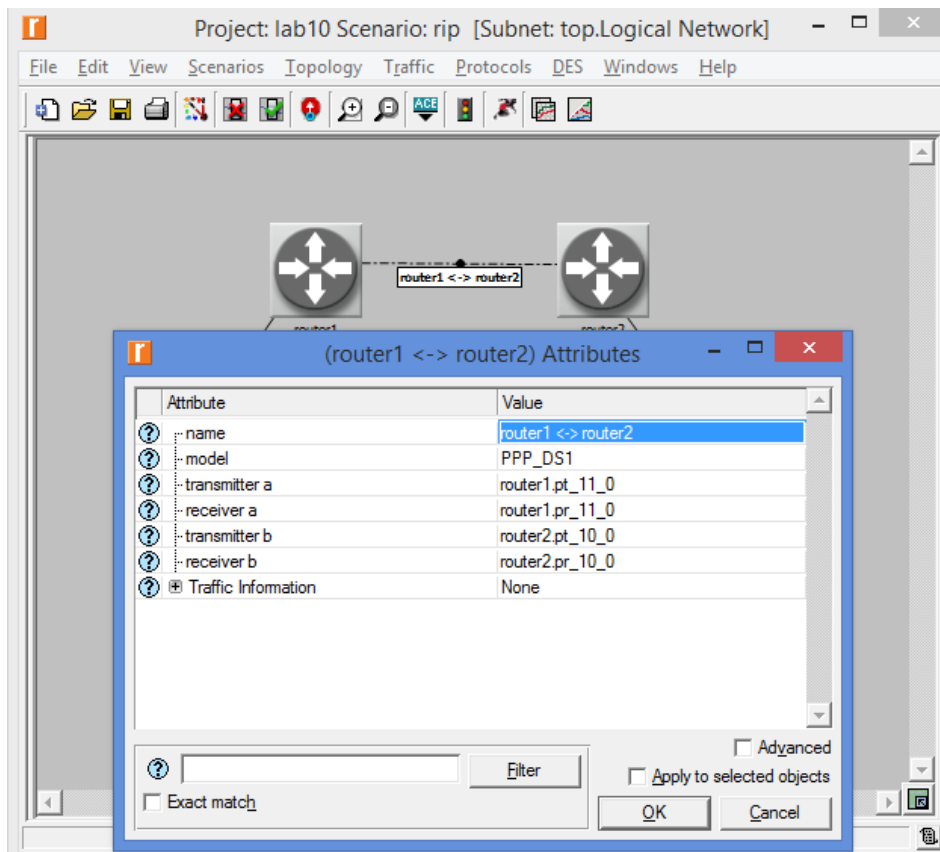 Project: lab10 Scenario: rip [Subnet: top.Logical Network]
File Edit View Scenarios Topology Traffic Protocols DES Windows Help
ACE
router1 <-> router2
router1 router2
(router1 <-> router2) Attributes
Attribute Value
name router1 <-> router2
model PPP_DS1
transmitter a router1.pt_11_0
receiver a router1.pr_11_0
transmitter b router2.pt_10_0
receiver b router2.pr_10_0
Traffic Information None
Advanced
Filter
Apply to selected objects
Exact match
OK Cancel